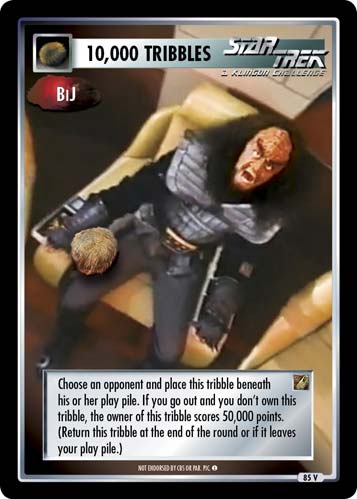 10,000 TRIBBLES
STAR TREK
A KLINGON CHALLENGE
BIJ
Choose an opponent and place this tribble beneath
his or her play pile. If you go out and you don't own this
tribble, the owner of this tribble scores 50,000 points.
(Return this tribble at the end of the round or if it leaves
your play pile.)
NOT ENDORSED BY CBS OR PAR. PIC.
85 V